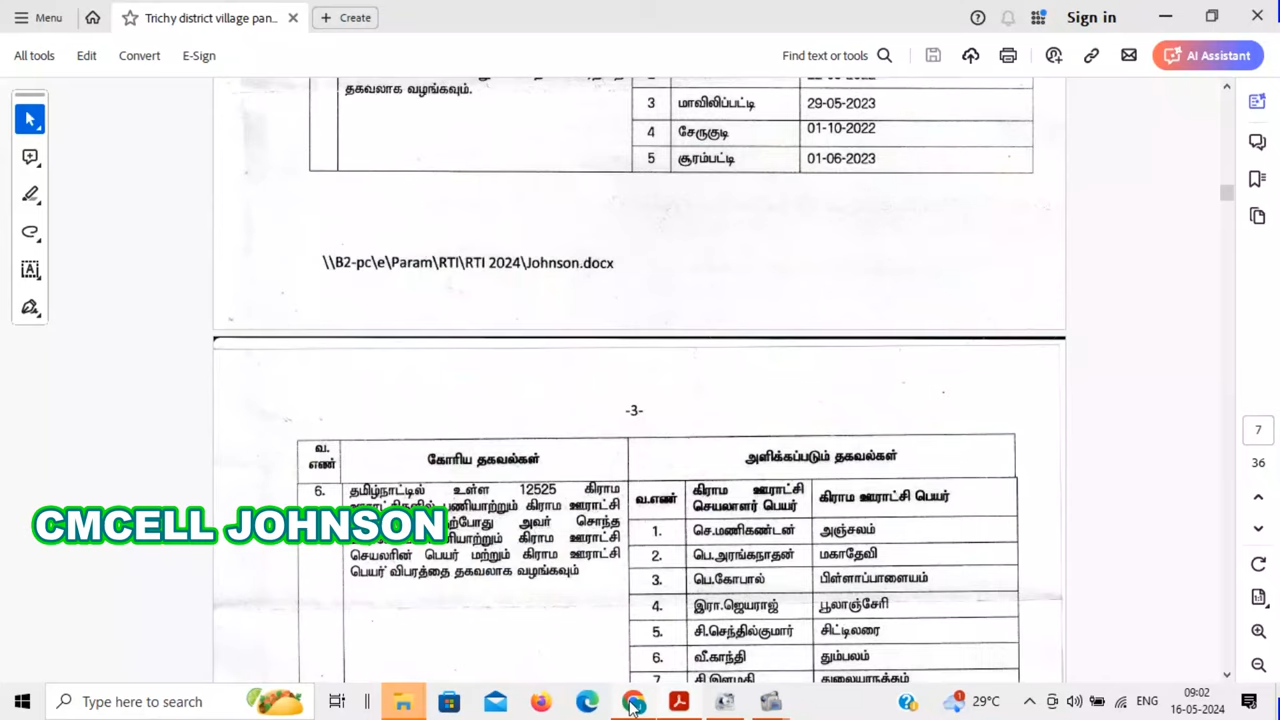 Menu
Trichy district village pan...
Create
Sign in
All tools
Edit
Convert
E-Sign
Find text or tools
AI Assistant
தகவலாக வழங்கவும்.
3 மாவிலிப்பட்டி 29-05-2023
4 சேருகுடி 01-10-2022
5 சூரம்பட்டி 01-06-2023
\\B2-pc\e\Param\RTI\RTI 2024\Johnson.docx
7
36
-3-
வ. எண்
கோரிய தகவல்கள்
அளிக்கப்படும் தகவல்கள்
6. தமிழ்நாட்டில் உள்ள 12525 கிராம
பணியாற்றும் கிராம ஊராட்சி
அவர் சொந்த
கிராம ஊராட்சி
செயலரின் பெயர் மற்றும் கிராம ஊராட்சி
பெயர் விபரத்தை தகவலாக வழங்கவும்
வ.எண்
கிராம ஊராட்சி
செயலாளர் பெயர்
கிராம ஊராட்சி பெயர்
1. செ.மணிகண்டன் அஞ்சலம்
2. பெ.அரங்கநாதன் மகாதேவி
3. பெ.கோபால் பிள்ளாப்பாளையம்
4. இரா.ஜெயராஜ் பூலாஞ்சேரி
5. சி.செந்தில்குமார் சிட்டிலரை
6. வீ.காந்தி தும்பலம்
CMCELL JOHNSON
Type here to search
29°C
ENG
09:02
16-05-2024